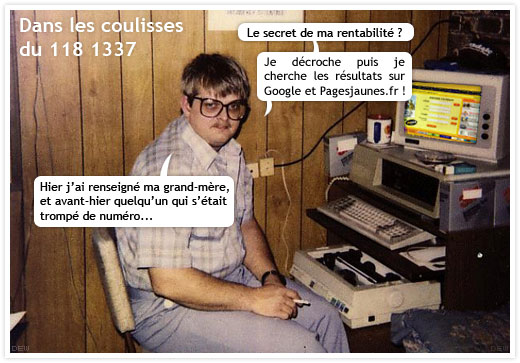 Dans les coulisses
du 118 1337
Le secret de ma rentabilité ?
Je décroche puis je
cherche les résultats sur
Google et Pagesjaunes.fr !
Hier j'ai renseigné ma grand-mère,
et avant-hier quelqu'un qui s'était
trompé de numéro...